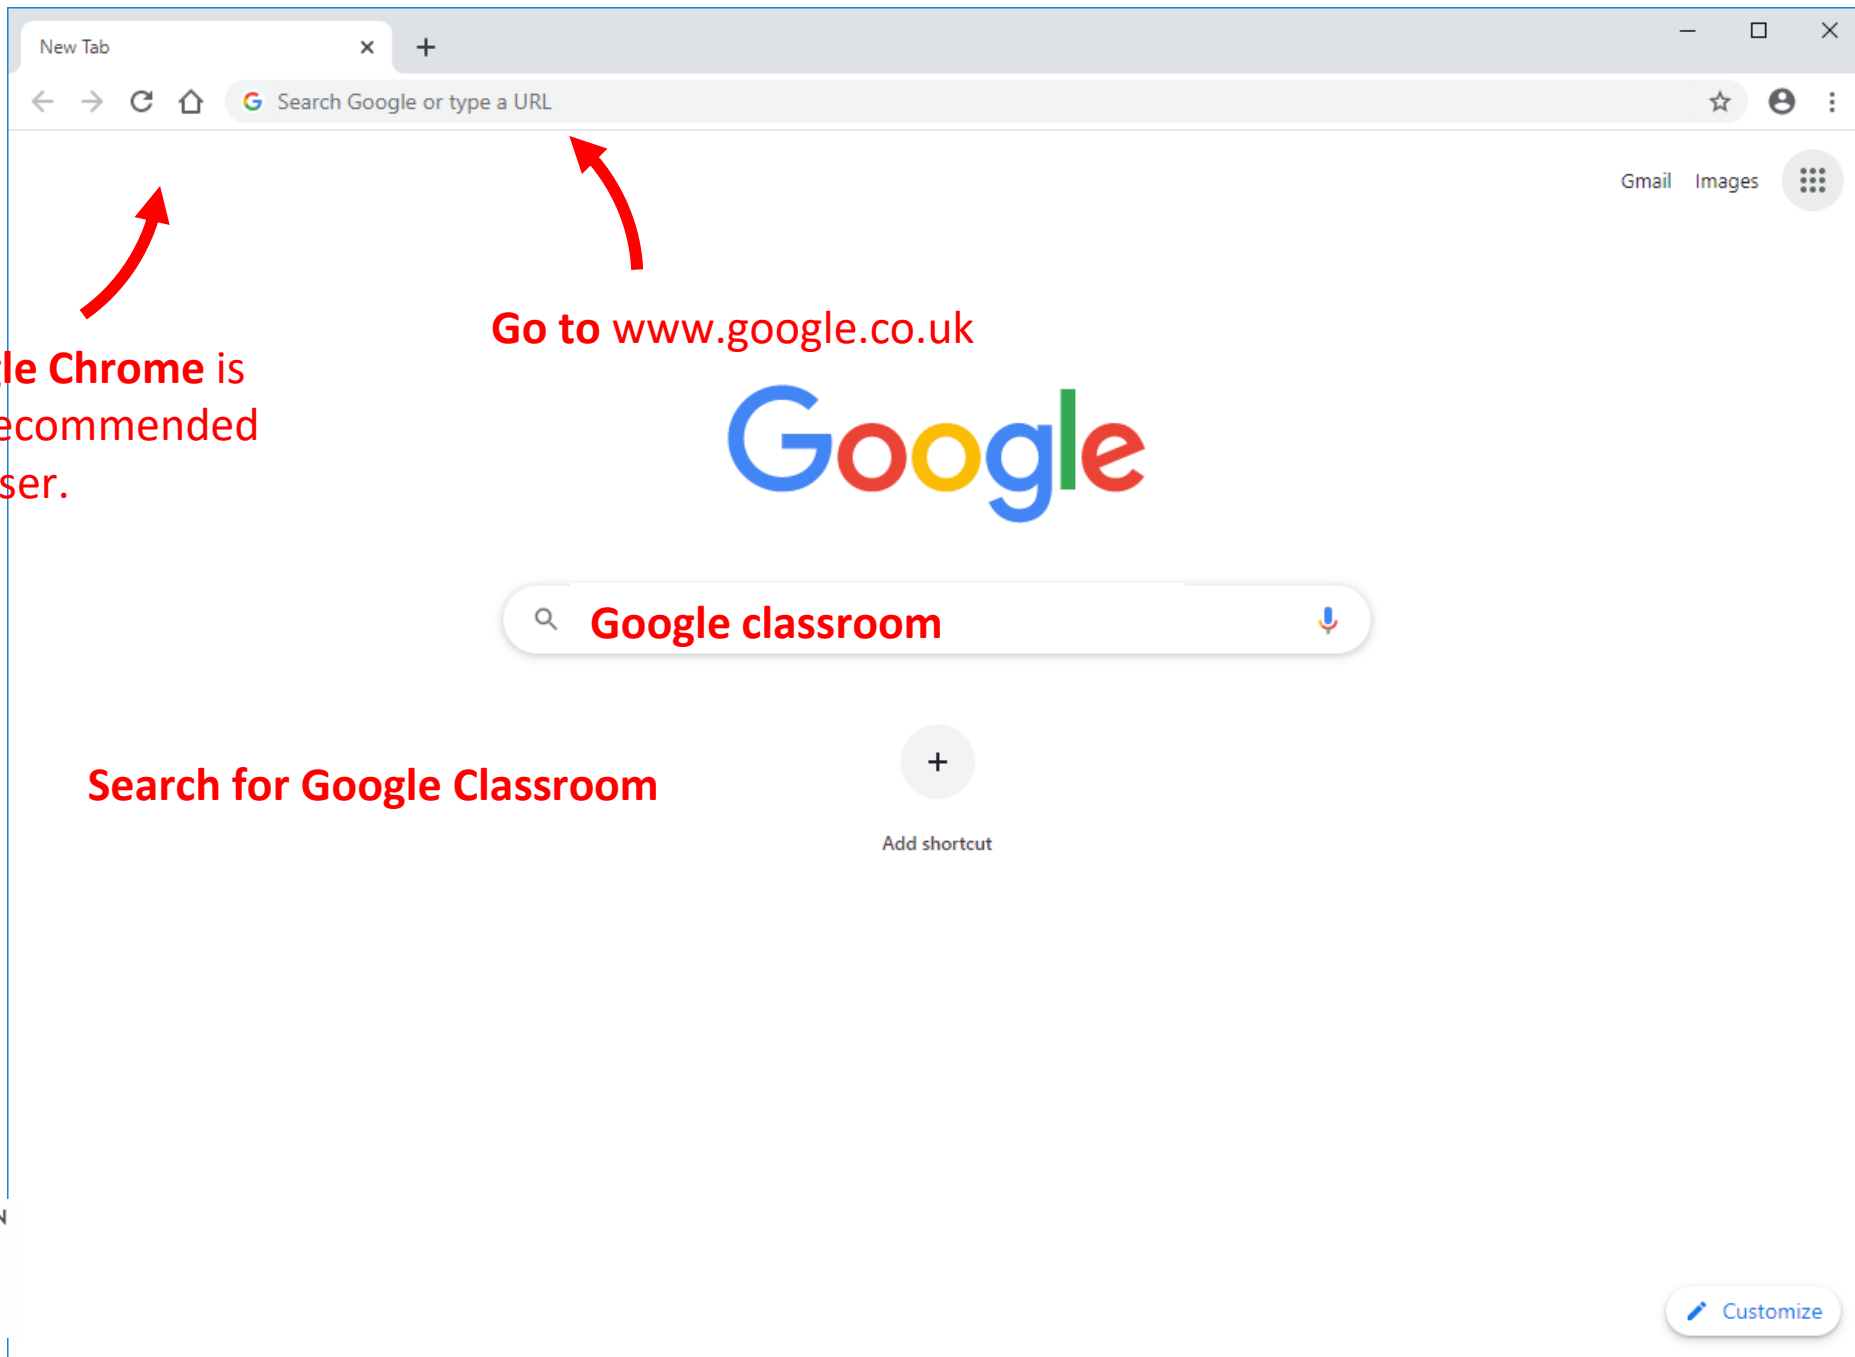 New Tab
Search Google or type a URL
Gmail Images
Go to www.google.co.uk
le Chrome is
ecommended
ser.
Google
Google classroom
Search for Google Classroom
Add shortcut
N
Customize